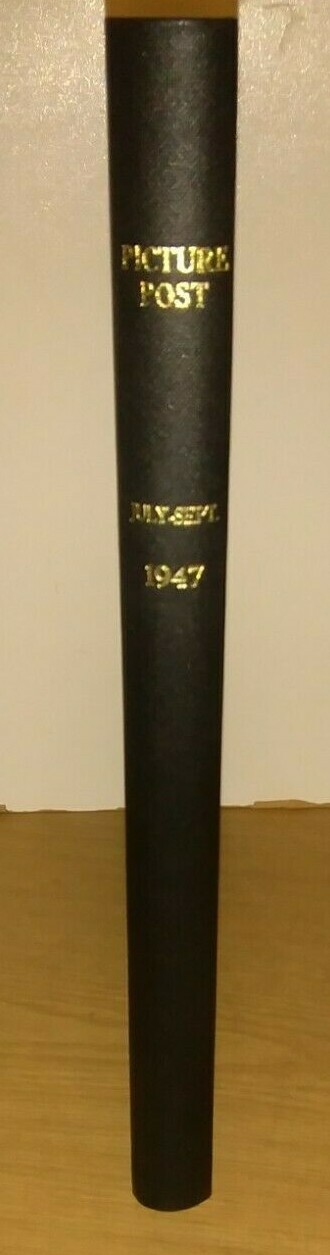 PICTURE
POST
JULY-SEPT.
1947